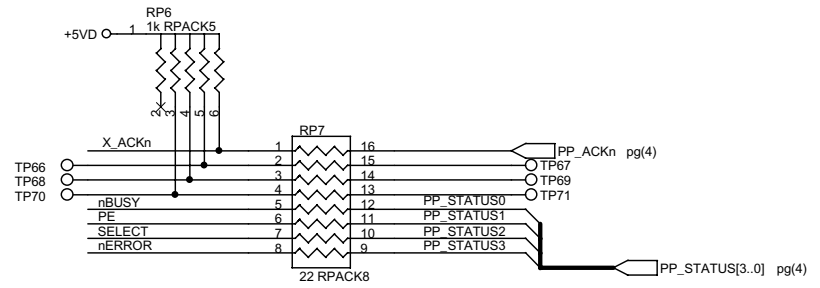 RP6
1k RPACK5
+5VD 1
2 3 4 5 6
RP7
X_ACKn 1 16 PP_ACKn pg(4)
TP66 2 15 TP67
TP68 3 14 TP69
TP70 4 13 TP71
nBUSY 5 12 PP_STATUS0
PE 6 11 PP_STATUS1
SELECT 7 10 PP_STATUS2
nERROR 8 9 PP_STATUS3
PP_STATUS[3..0] pg(4)
22 RPACK8